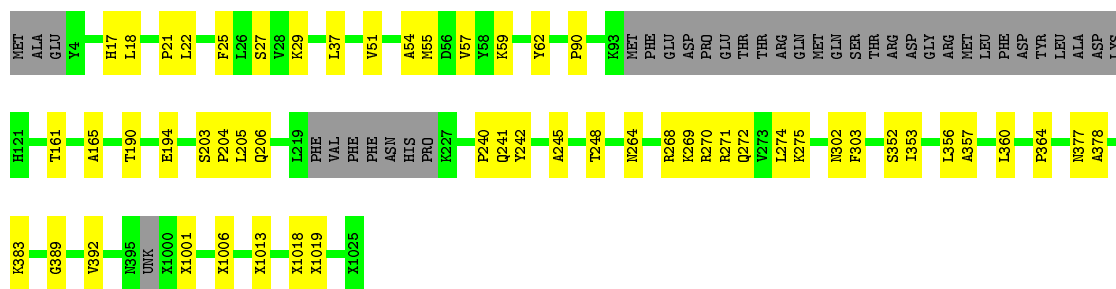 MET ALA GLU Y4 H17 L18 P21 L22 F25 L26 S27 V28 K29 L37 V51 A54 M55 D56 V57 Y58 K59 Y62 P90 K93 MET PHE GLU ASP PRO GLU THR THR ARG GLN MET GLN SER THR ARG ASP GLY ARG MET LEU PHE ASP TYR LEU ALA ASP LYS
H121 T161 A165 T190 E194 S203 P204 L205 Q206 L219 PHE VAL PHE PHE ASN HIS PRO K227 P240 Q241 Y242 A245 T248 N264 R268 K269 R270 R271 Q272 V273 L274 K275 N302 F303 S352 I353 L356 A357 L360 P364 N377 A378
K383 G389 V392 N395 UNK X1000 X1001 X1006 X1013 X1018 X1019 X1025